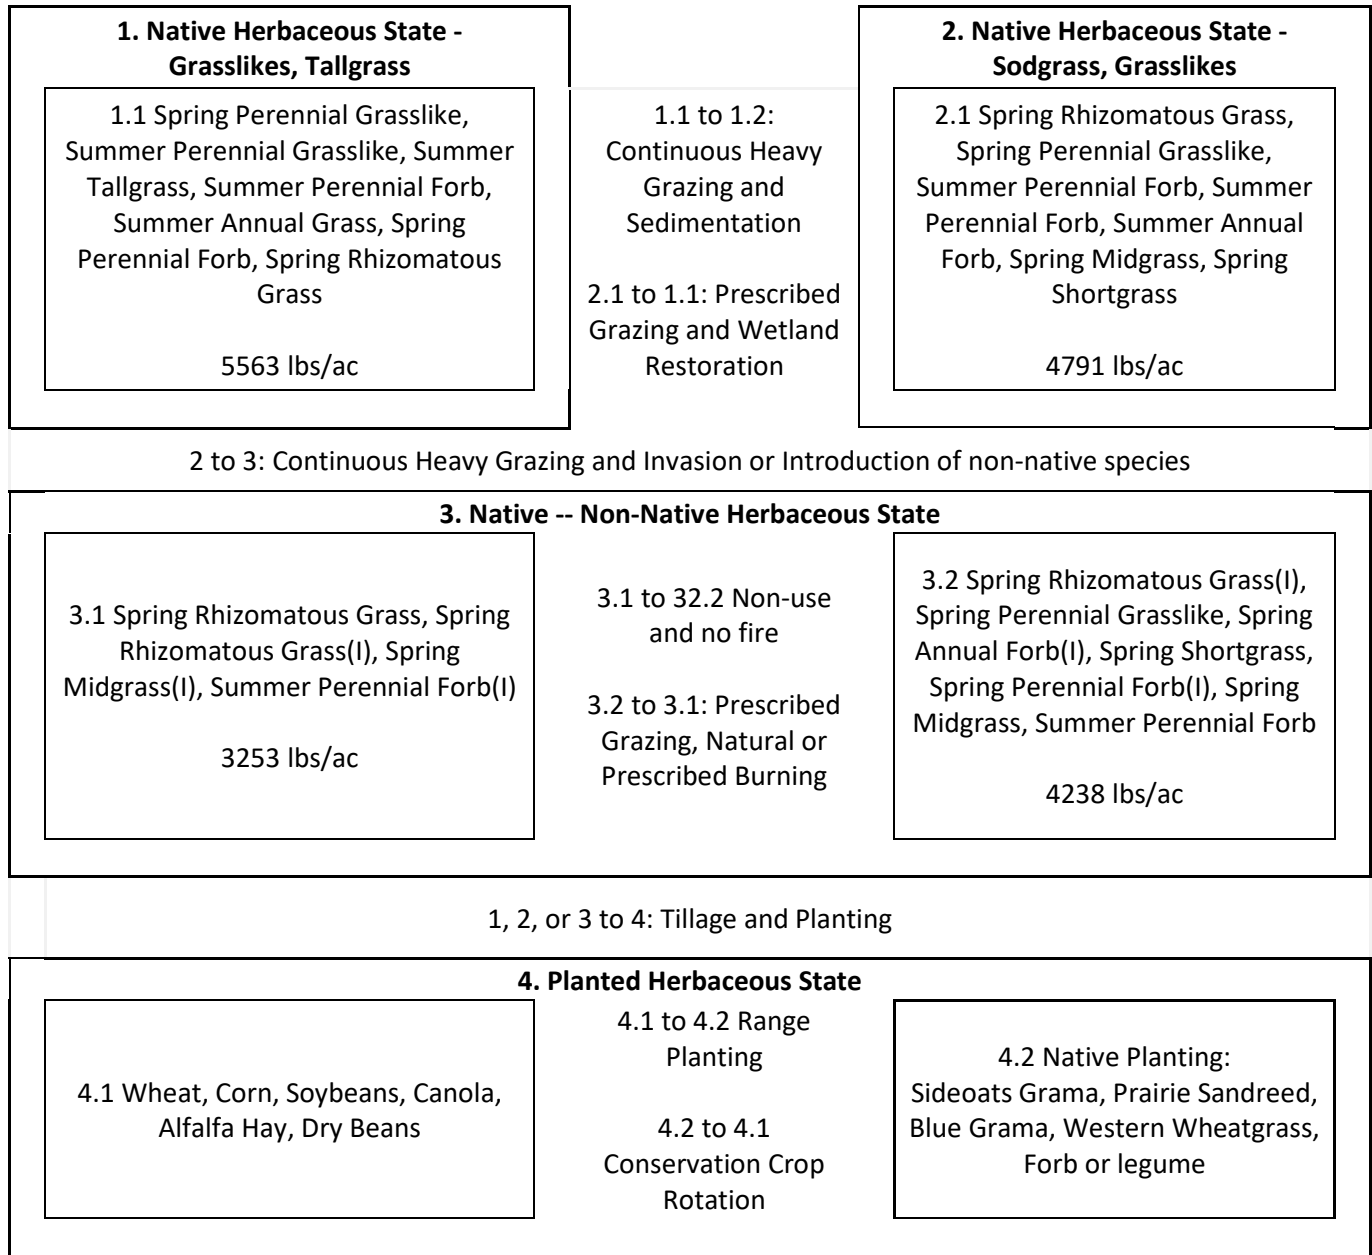 1. Native Herbaceous State -
Grasslikes, Tallgrass
1.1 Spring Perennial Grasslike,
Summer Perennial Grasslike, Summer
Tallgrass, Summer Perennial Forb,
Summer Annual Grass, Spring
Perennial Forb, Spring Rhizomatous
Grass
5563 lbs/ac
1.1 to 1.2:
Continuous Heavy
Grazing and
Sedimentation
2.1 to 1.1: Prescribed
Grazing and Wetland
Restoration
2. Native Herbaceous State -
Sodgrass, Grasslikes
2.1 Spring Rhizomatous Grass,
Spring Perennial Grasslike,
Summer Perennial Forb, Summer
Perennial Forb, Summer Annual
Forb, Spring Midgrass, Spring
Shortgrass
4791 lbs/ac
2 to 3: Continuous Heavy Grazing and Invasion or Introduction of non-native species
3. Native -- Non-Native Herbaceous State
3.1 Spring Rhizomatous Grass, Spring
Rhizomatous Grass(I), Spring
Midgrass(I), Summer Perennial Forb(I)
3253 lbs/ac
3.1 to 32.2 Non-use
and no fire
3.2 to 3.1: Prescribed
Grazing, Natural or
Prescribed Burning
3.2 Spring Rhizomatous Grass(I),
Spring Perennial Grasslike, Spring
Annual Forb(I), Spring Shortgrass,
Spring Perennial Forb(I), Spring
Midgrass, Summer Perennial Forb
4238 lbs/ac
1, 2, or 3 to 4: Tillage and Planting
4. Planted Herbaceous State
4.1 Wheat, Corn, Soybeans, Canola,
Alfalfa Hay, Dry Beans
4.1 to 4.2 Range
Planting
4.2 to 4.1
Conservation Crop
Rotation
4.2 Native Planting:
Sideoats Grama, Prairie Sandreed,
Blue Grama, Western Wheatgrass,
Forb or legume